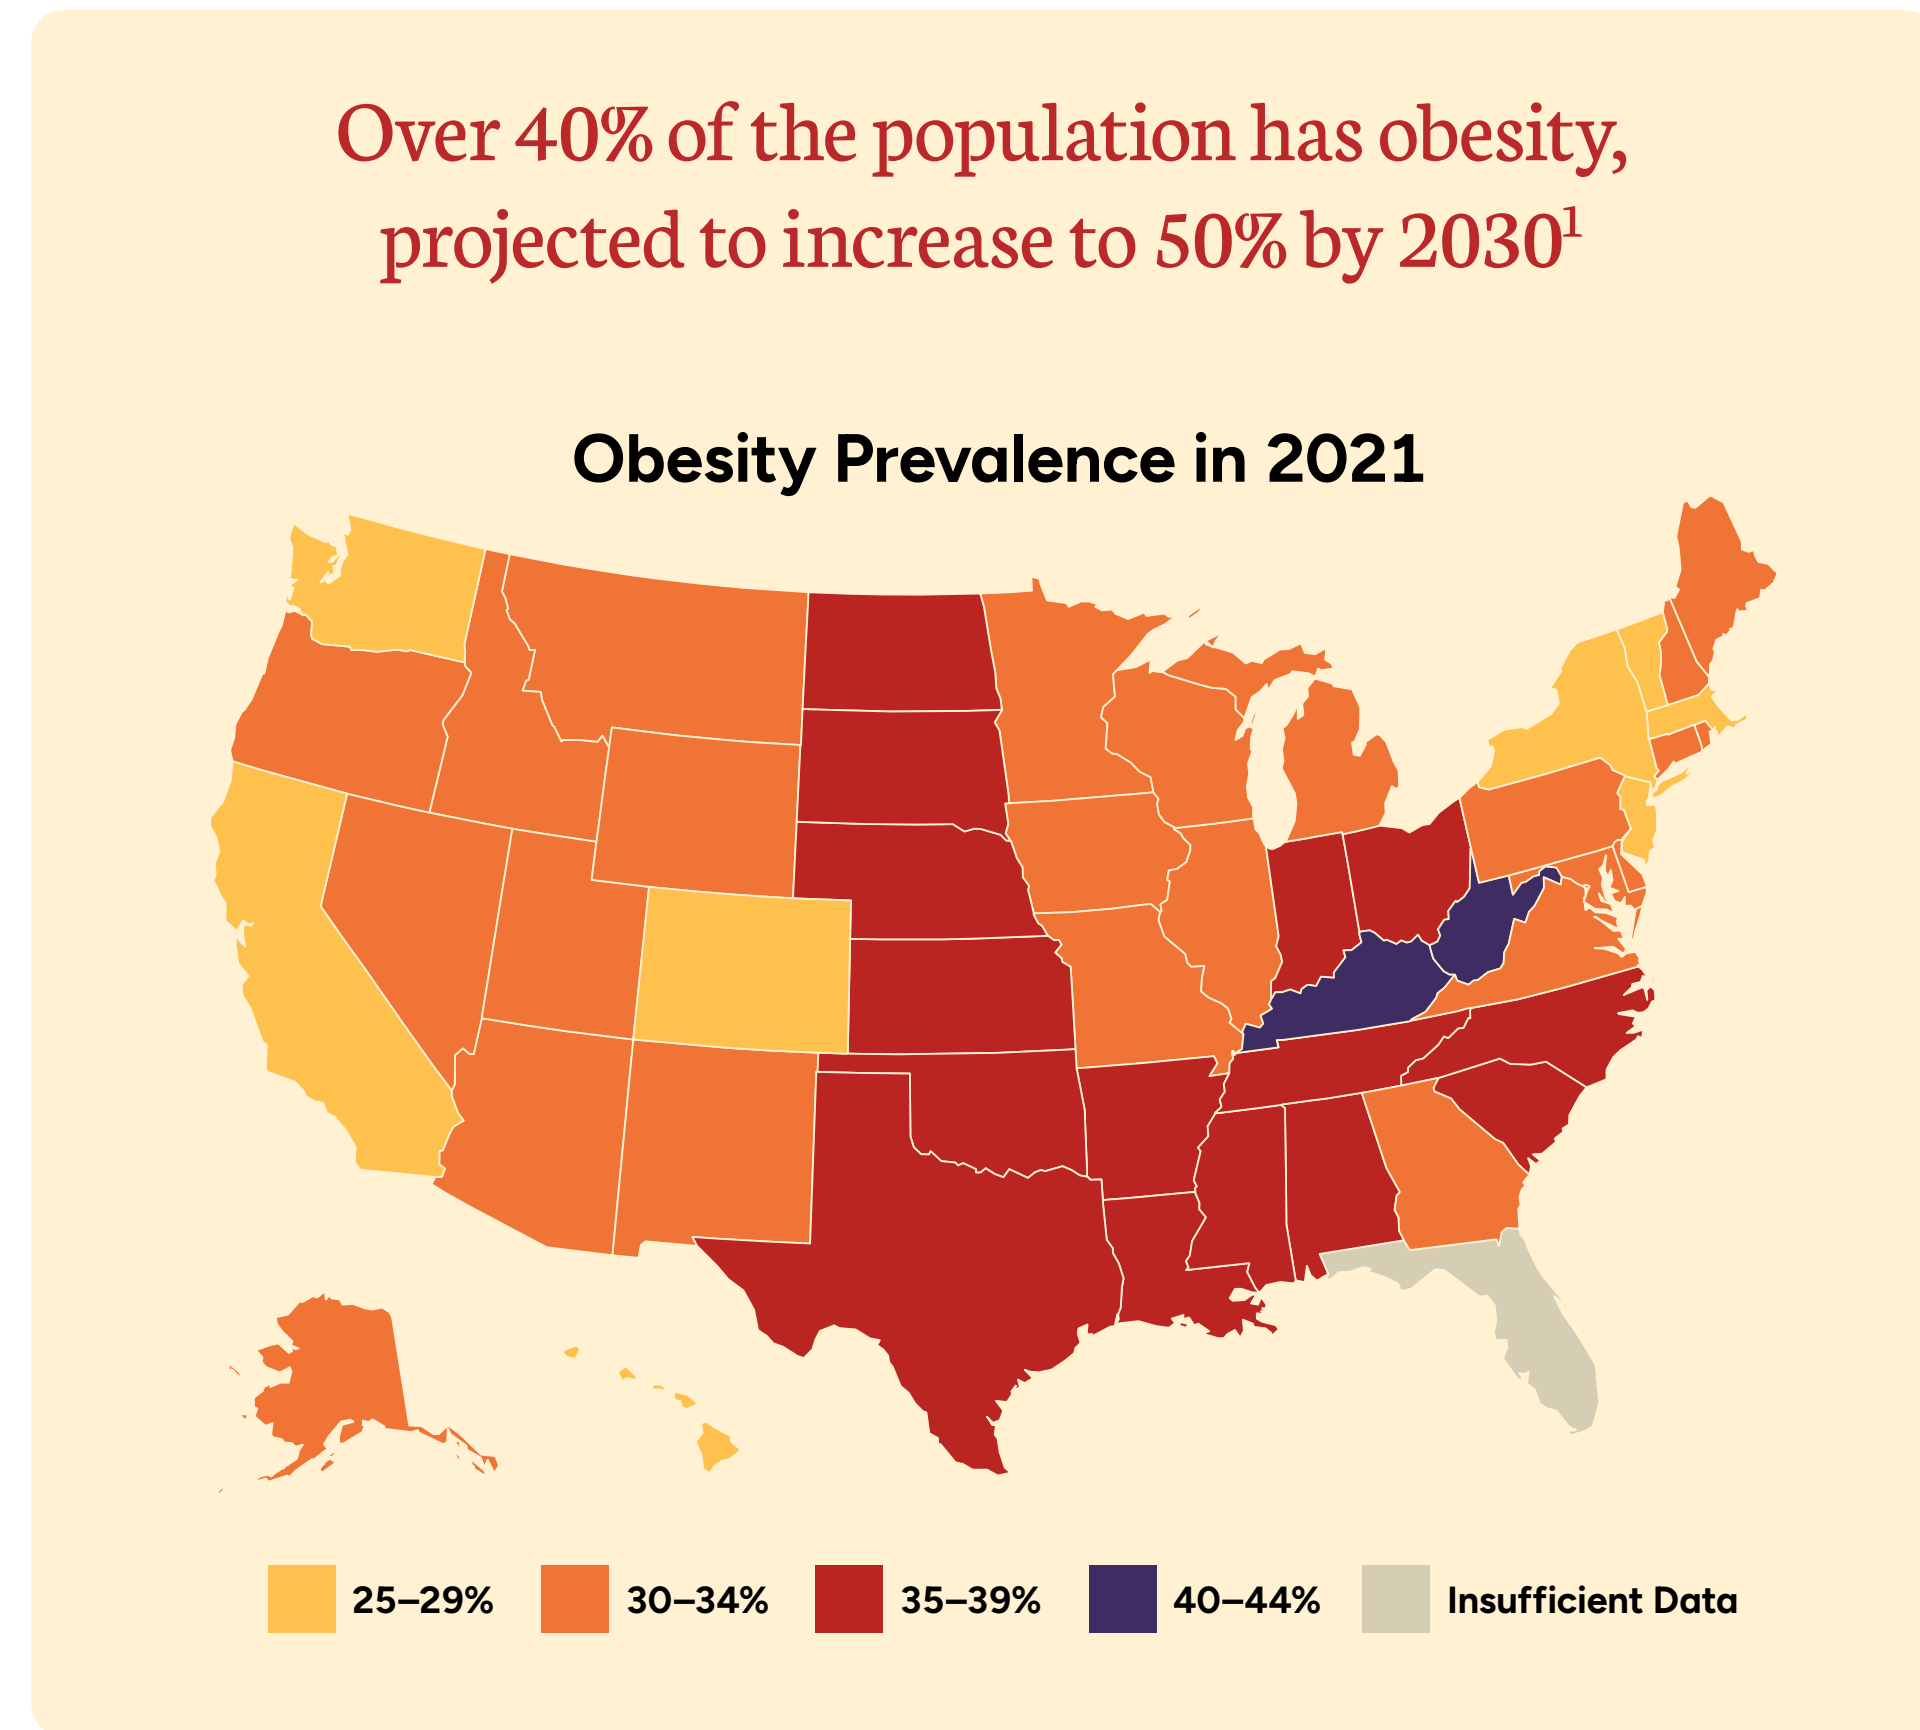 Over 40% of the population has obesity,
projected to increase to 50% by 2030¹
Obesity Prevalence in 2021
25–29%
30–34%
35–39%
40–44%
Insufficient Data